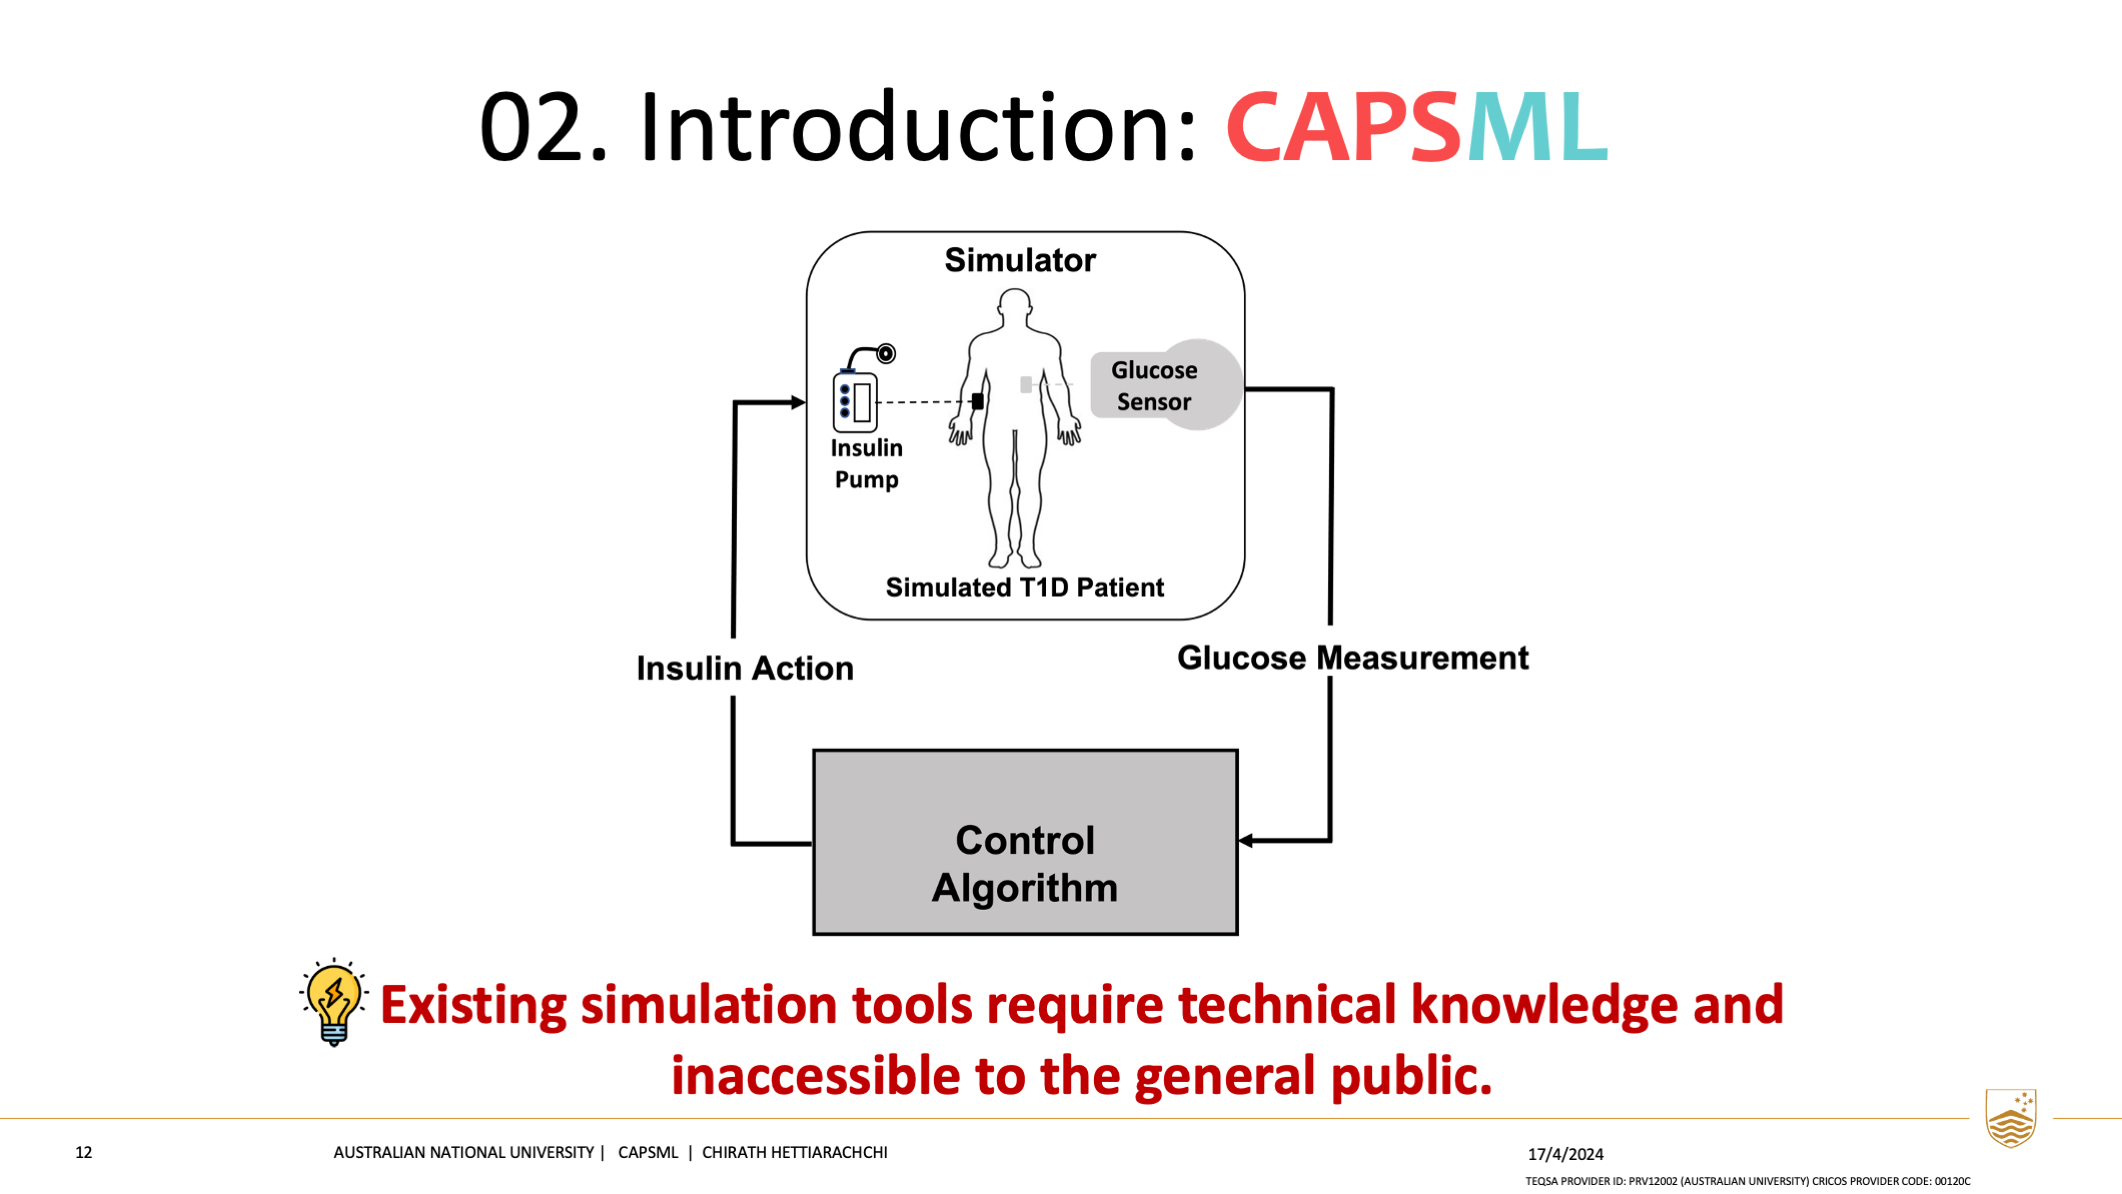 02. Introduction: CAPSML
Simulator
Glucose
Sensor
Insulin
Pump
Simulated T1D Patient
Insulin Action
Glucose Measurement
Control
Algorithm
Existing simulation tools require technical knowledge and
inaccessible to the general public.
12
AUSTRALIAN NATIONAL UNIVERSITY | CAPSML | CHIRATH HETTIARACHCHI
17/4/2024
TEQSA PROVIDER ID: PRV12002 (AUSTRALIAN UNIVERSITY) CRICOS PROVIDER CODE: 00120C